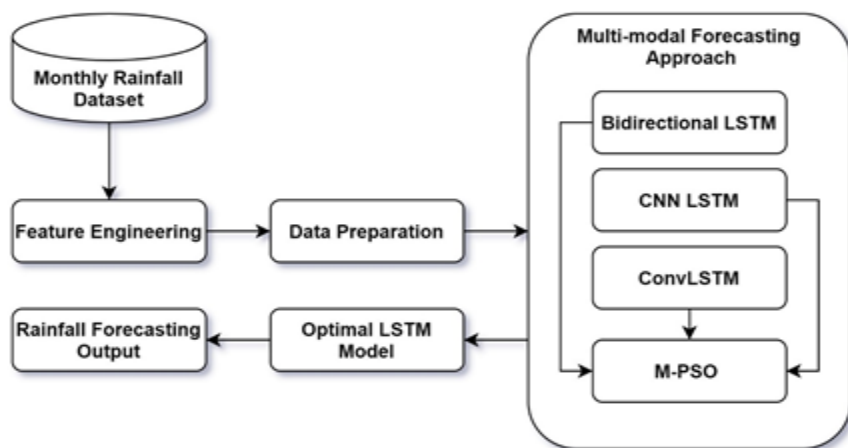 Monthly Rainfall
Dataset
Feature Engineering
Data Preparation
Multi-modal Forecasting
Approach
Bidirectional LSTM
CNN LSTM
ConvLSTM
M-PSO
Optimal LSTM
Model
Rainfall Forecasting
Output